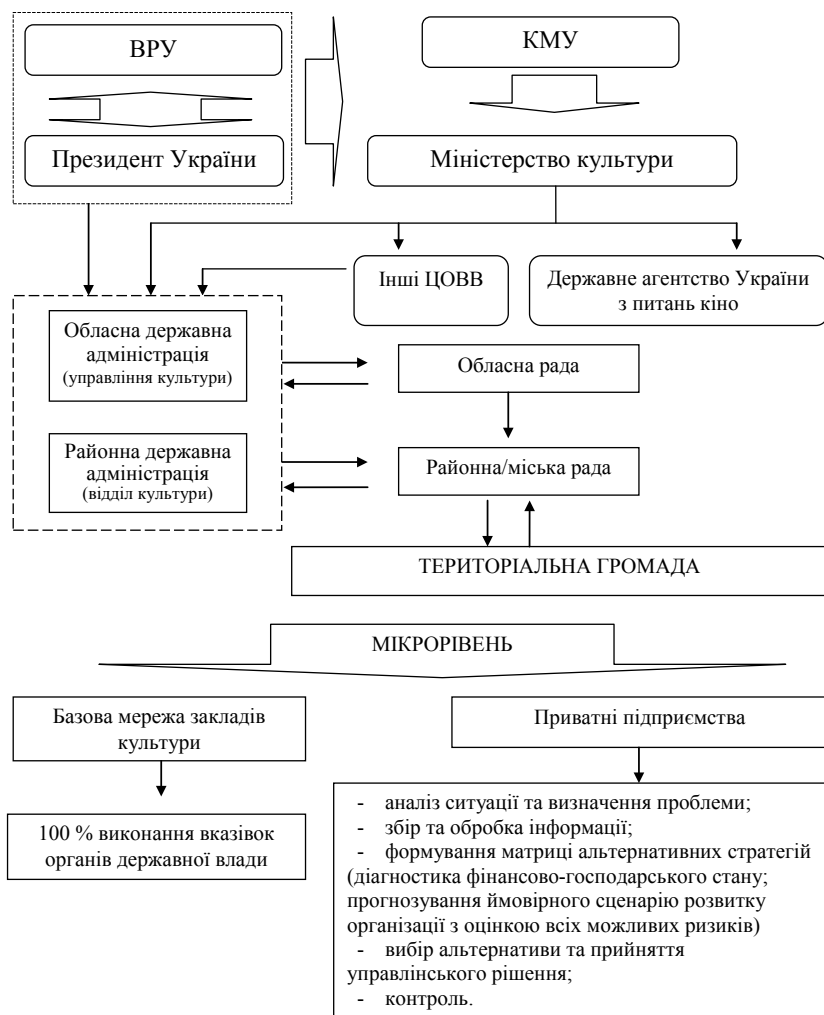 ВРУ
КМУ
Президент України
Міністерство культури
Інші ЦОВВ
Державне агентство України
з питань кіно
Обласна державна
адміністрація
(управління культури)
Обласна рада
Районна державна
адміністрація
(відділ культури)
Районна/міська рада
ТЕРИТОРІАЛЬНА ГРОМАДА
МІКРОРІВЕНЬ
Базова мережа закладів
культури
Приватні підприємства
100 % виконання вказівок
органів державної влади
- аналіз ситуації та визначення проблеми;
- збір та обробка інформації;
- формування матриці альтернативних стратегій
(діагностика фінансово-господарського стану;
прогнозування ймовірного сценарію розвитку
організації з оцінкою всіх можливих ризиків)
- вибір альтернативи та прийняття
управлінського рішення;
- контроль.